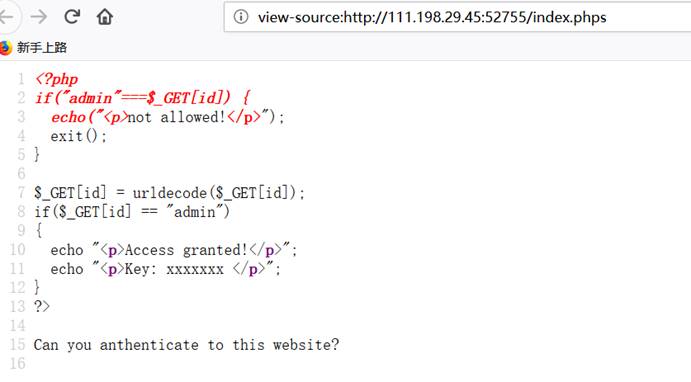 view-source:http://111.198.29.45:52755/index.phps
新手上路
1 <?php
2 if("admin"===$_GET[id]) {
3   echo("<p>not allowed!</p>");
4   exit();
5 }
6
7 $_GET[id] = urldecode($_GET[id]);
8 if($_GET[id] == "admin")
9 {
10   echo "<p>Access granted!</p>";
11   echo "<p>Key: xxxxxxx </p>";
12 }
13 ?>
14
15 Can you anthenticate to this website?
16